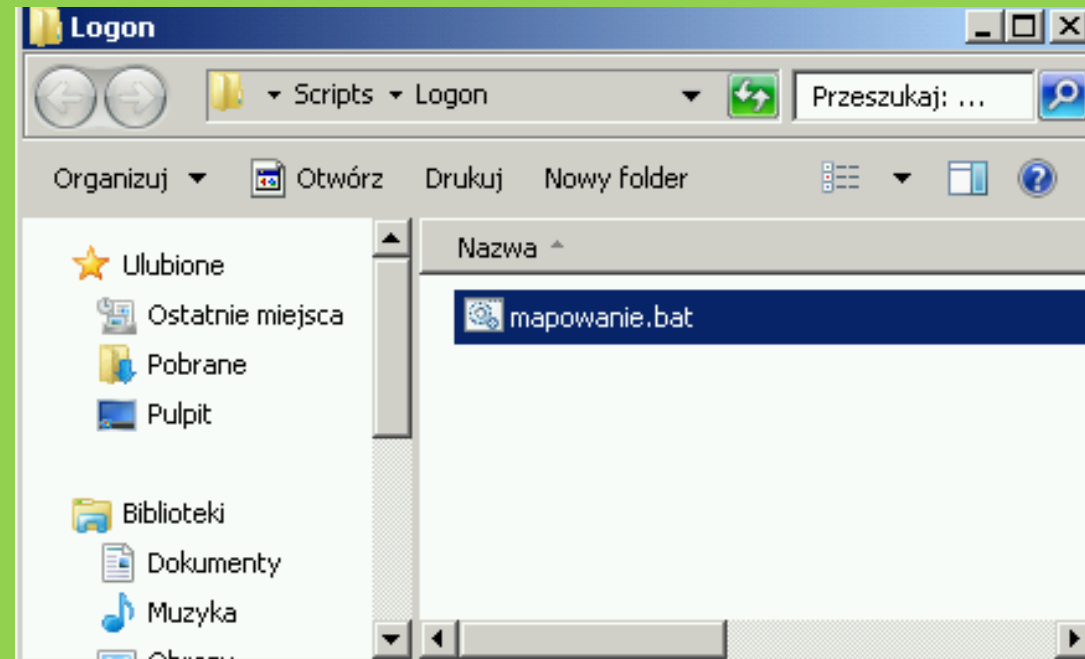 Logon
Scripts Logon
Przeszukaj: ...
Organizuj Otwórz Drukuj Nowy folder
Ulubione
Ostatnie miejsca
Pobrane
Pulpit
Biblioteki
Dokumenty
Muzyka
Nazwa
mapowanie.bat